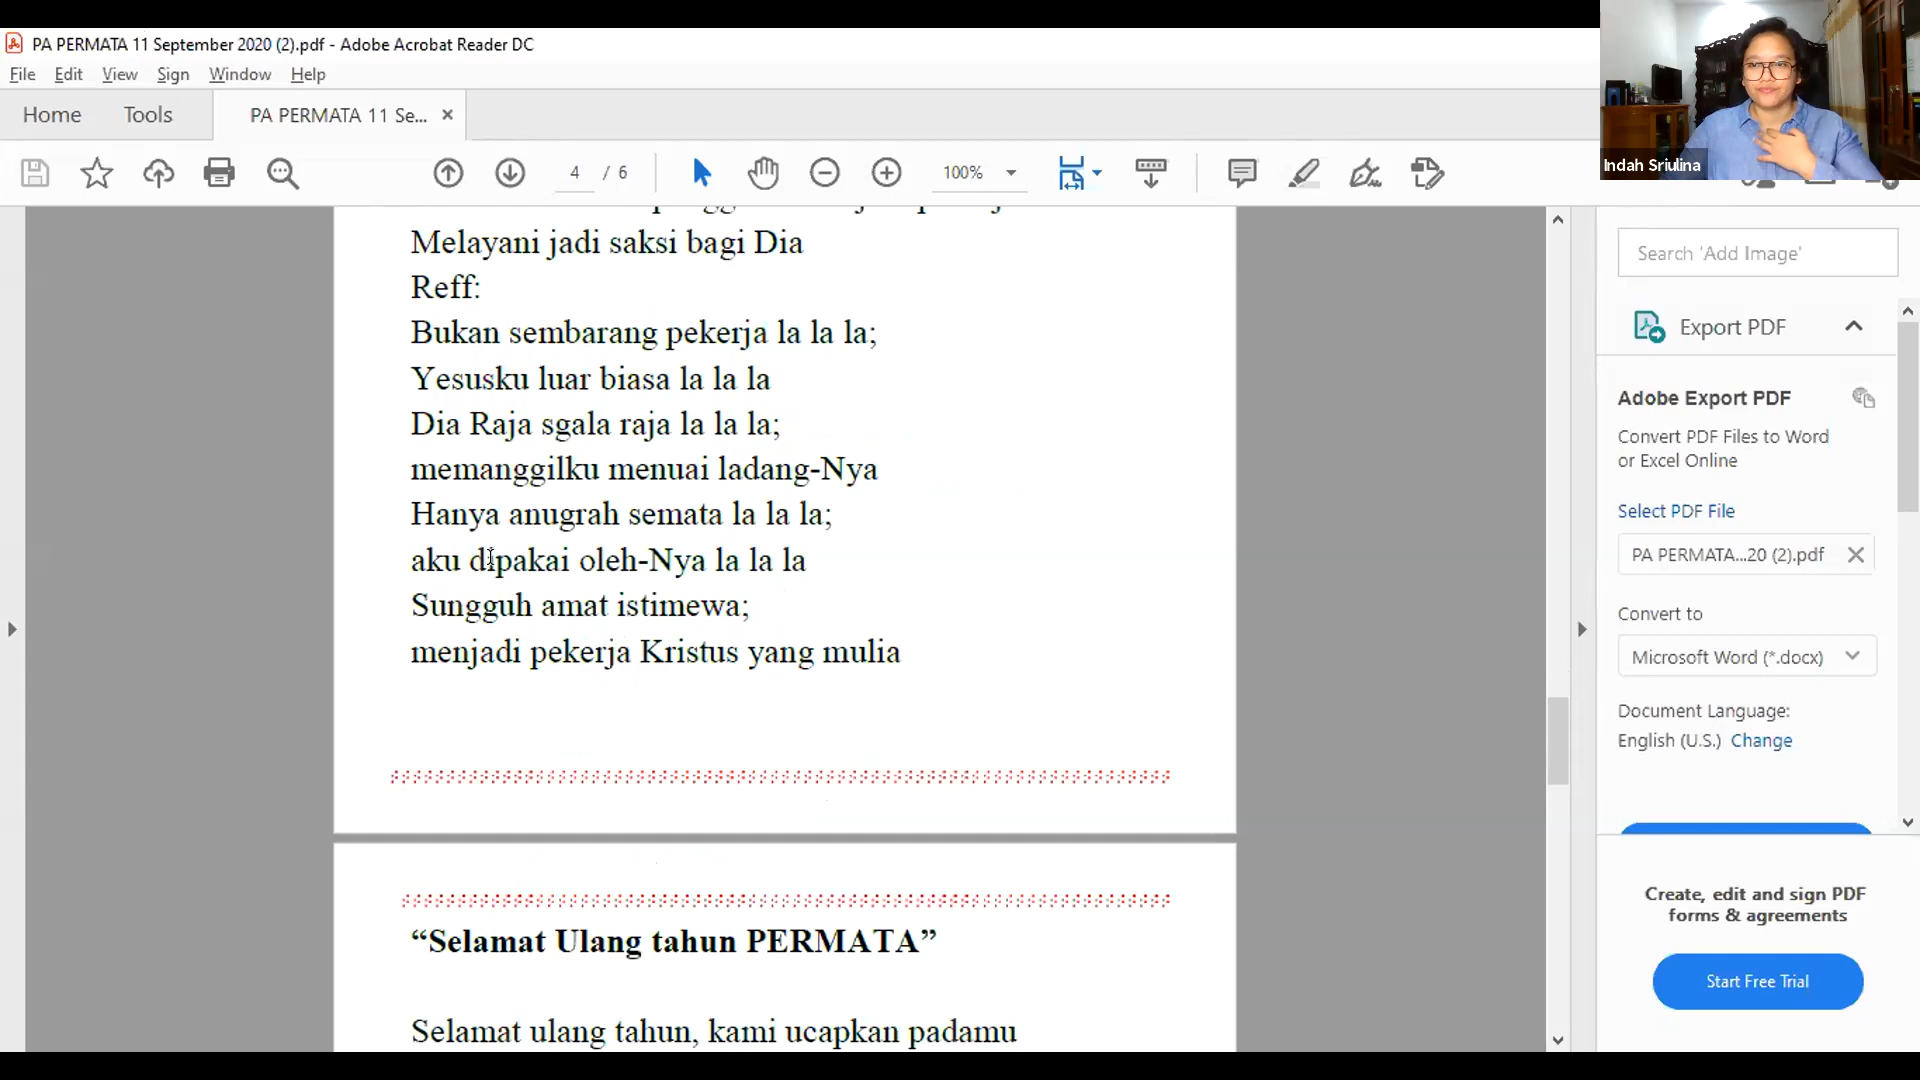 PA PERMATA 11 September 2020 (2).pdf - Adobe Acrobat Reader DC
File Edit View Sign Window Help
Home Tools PA PERMATA 11 Se...
4 / 6 100%
Indah Sriulina
Melayani jadi saksi bagi Dia
Reff:
Bukan sembarang pekerja la la la;
Yesusku luar biasa la la la
Dia Raja sgala raja la la la;
memanggilku menuai ladang-Nya
Hanya anugrah semata la la la;
aku dipakai oleh-Nya la la la
Sungguh amat istimewa;
menjadi pekerja Kristus yang mulia
“Selamat Ulang tahun PERMATA”
Selamat ulang tahun, kami ucapkan padamu
Search 'Add Image'
Export PDF
Adobe Export PDF
Convert PDF Files to Word
or Excel Online
Select PDF File
PA PERMATA...20 (2).pdf
Convert to
Microsoft Word (*.docx)
Document Language:
English (U.S.) Change
Create, edit and sign PDF
forms & agreements
Start Free Trial